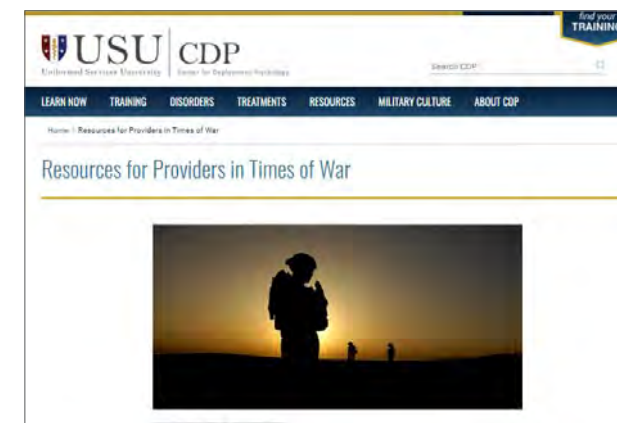 find your
TRAINING
USU CDP
Uniformed Services University Center for Deployment Psychology
Search CDP
LEARN NOW TRAINING DISORDERS TREATMENTS RESOURCES MILITARY CULTURE ABOUT CDP
Home / Resources for Providers in Times of War
Resources for Providers in Times of War